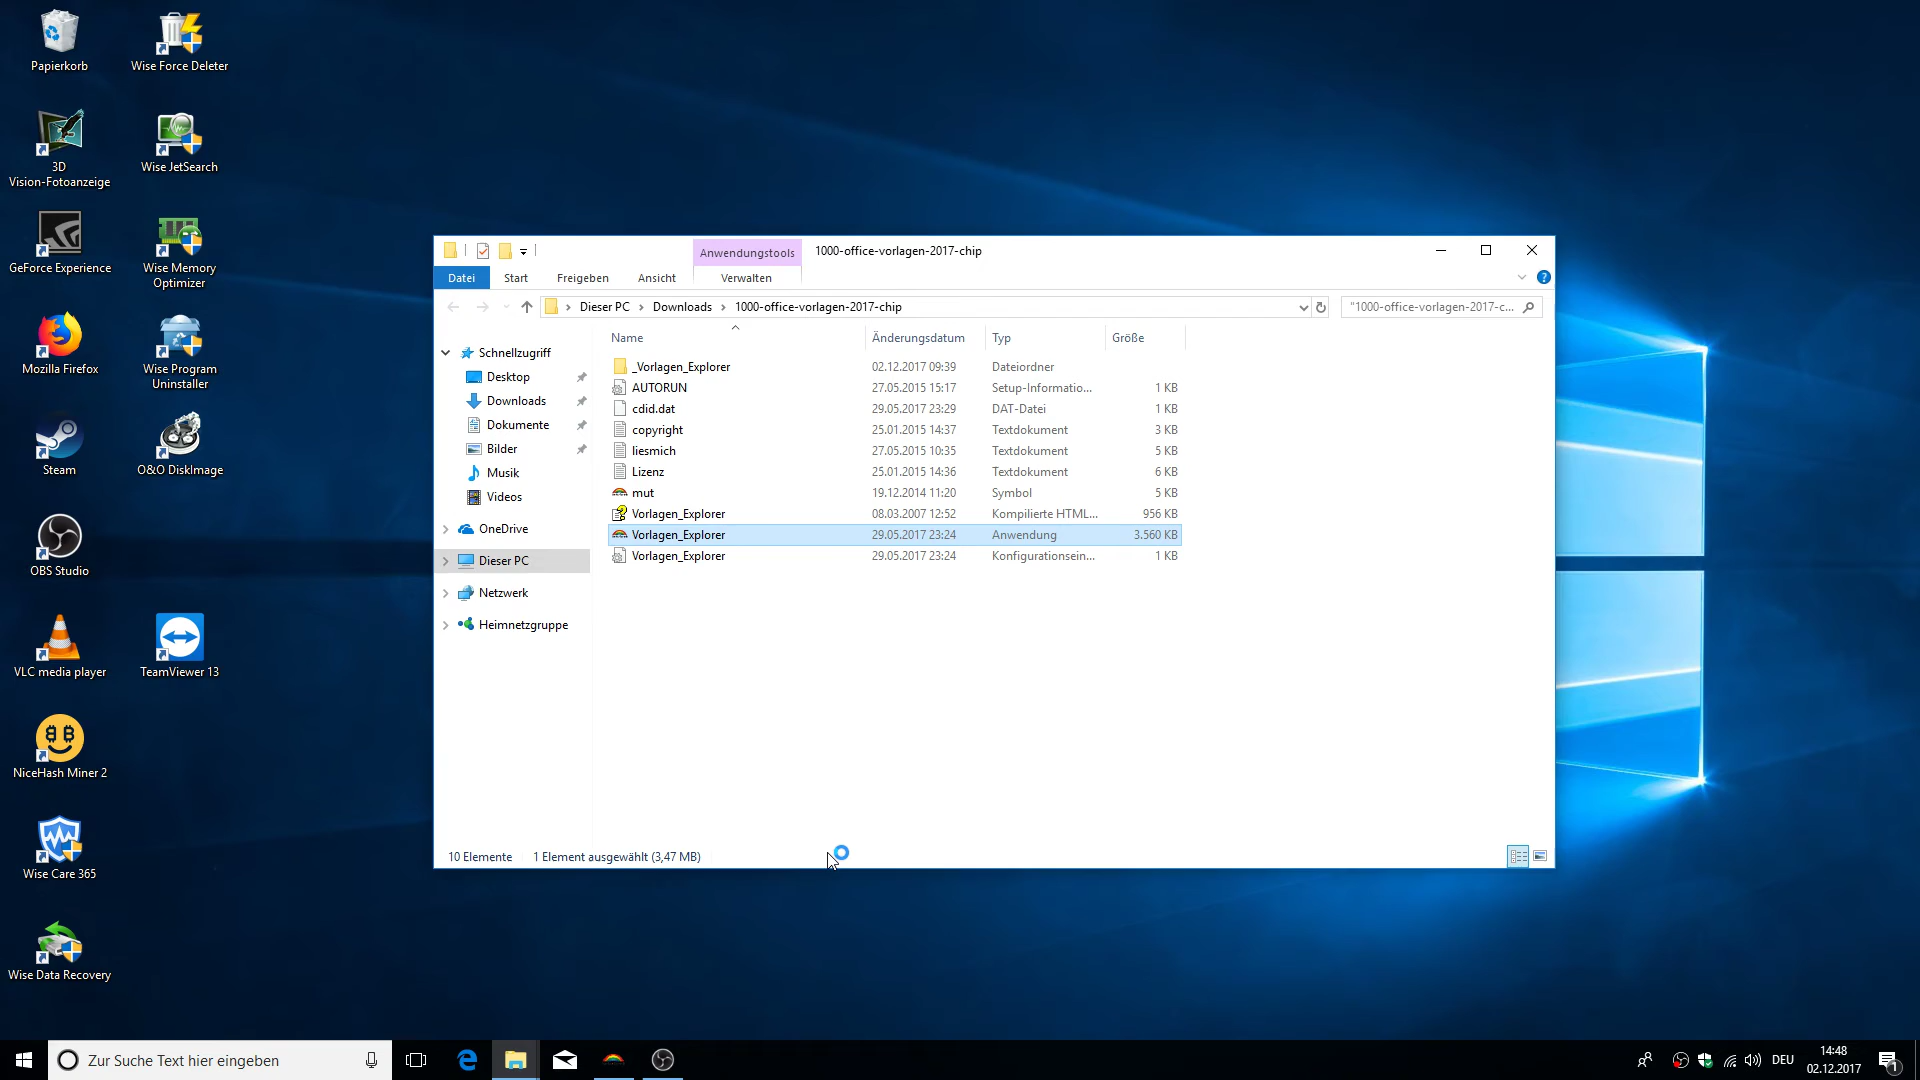 Papierkorb
Wise Force Deleter
3D
Vision-Fotoanzeige
Wise JetSearch
GeForce Experience
Wise Memory
Optimizer
Mozilla Firefox
Wise Program
Uninstaller
Steam
O&O DiskImage
OBS Studio
VLC media player
TeamViewer 13
NiceHash Miner 2
Wise Care 365
Wise Data Recovery
Anwendungstools
1000-office-vorlagen-2017-chip
Datei Start Freigeben Ansicht Verwalten
Dieser PC Downloads 1000-office-vorlagen-2017-chip
"1000-office-vorlagen-2017-c...
Schnellzugriff
Desktop
Downloads
Dokumente
Bilder
Musik
Videos
OneDrive
Dieser PC
Netzwerk
Heimnetzgruppe
Name Änderungsdatum Typ Größe
_Vorlagen_Explorer 02.12.2017 09:39 Dateiordner
AUTORUN 27.05.2015 15:17 Setup-Informatio... 1 KB
cdid.dat 29.05.2017 23:29 DAT-Datei 1 KB
copyright 25.01.2015 14:37 Textdokument 3 KB
liesmich 27.05.2015 10:35 Textdokument 5 KB
Lizenz 25.01.2015 14:36 Textdokument 6 KB
mut 19.12.2014 11:20 Symbol 5 KB
Vorlagen_Explorer 08.03.2007 12:52 Kompilierte HTML... 956 KB
Vorlagen_Explorer 29.05.2017 23:24 Anwendung 3.560 KB
Vorlagen_Explorer 29.05.2017 23:24 Konfigurationsein... 1 KB
10 Elemente 1 Element ausgewählt (3,47 MB)
Zur Suche Text hier eingeben
DEU
14:48
02.12.2017
1